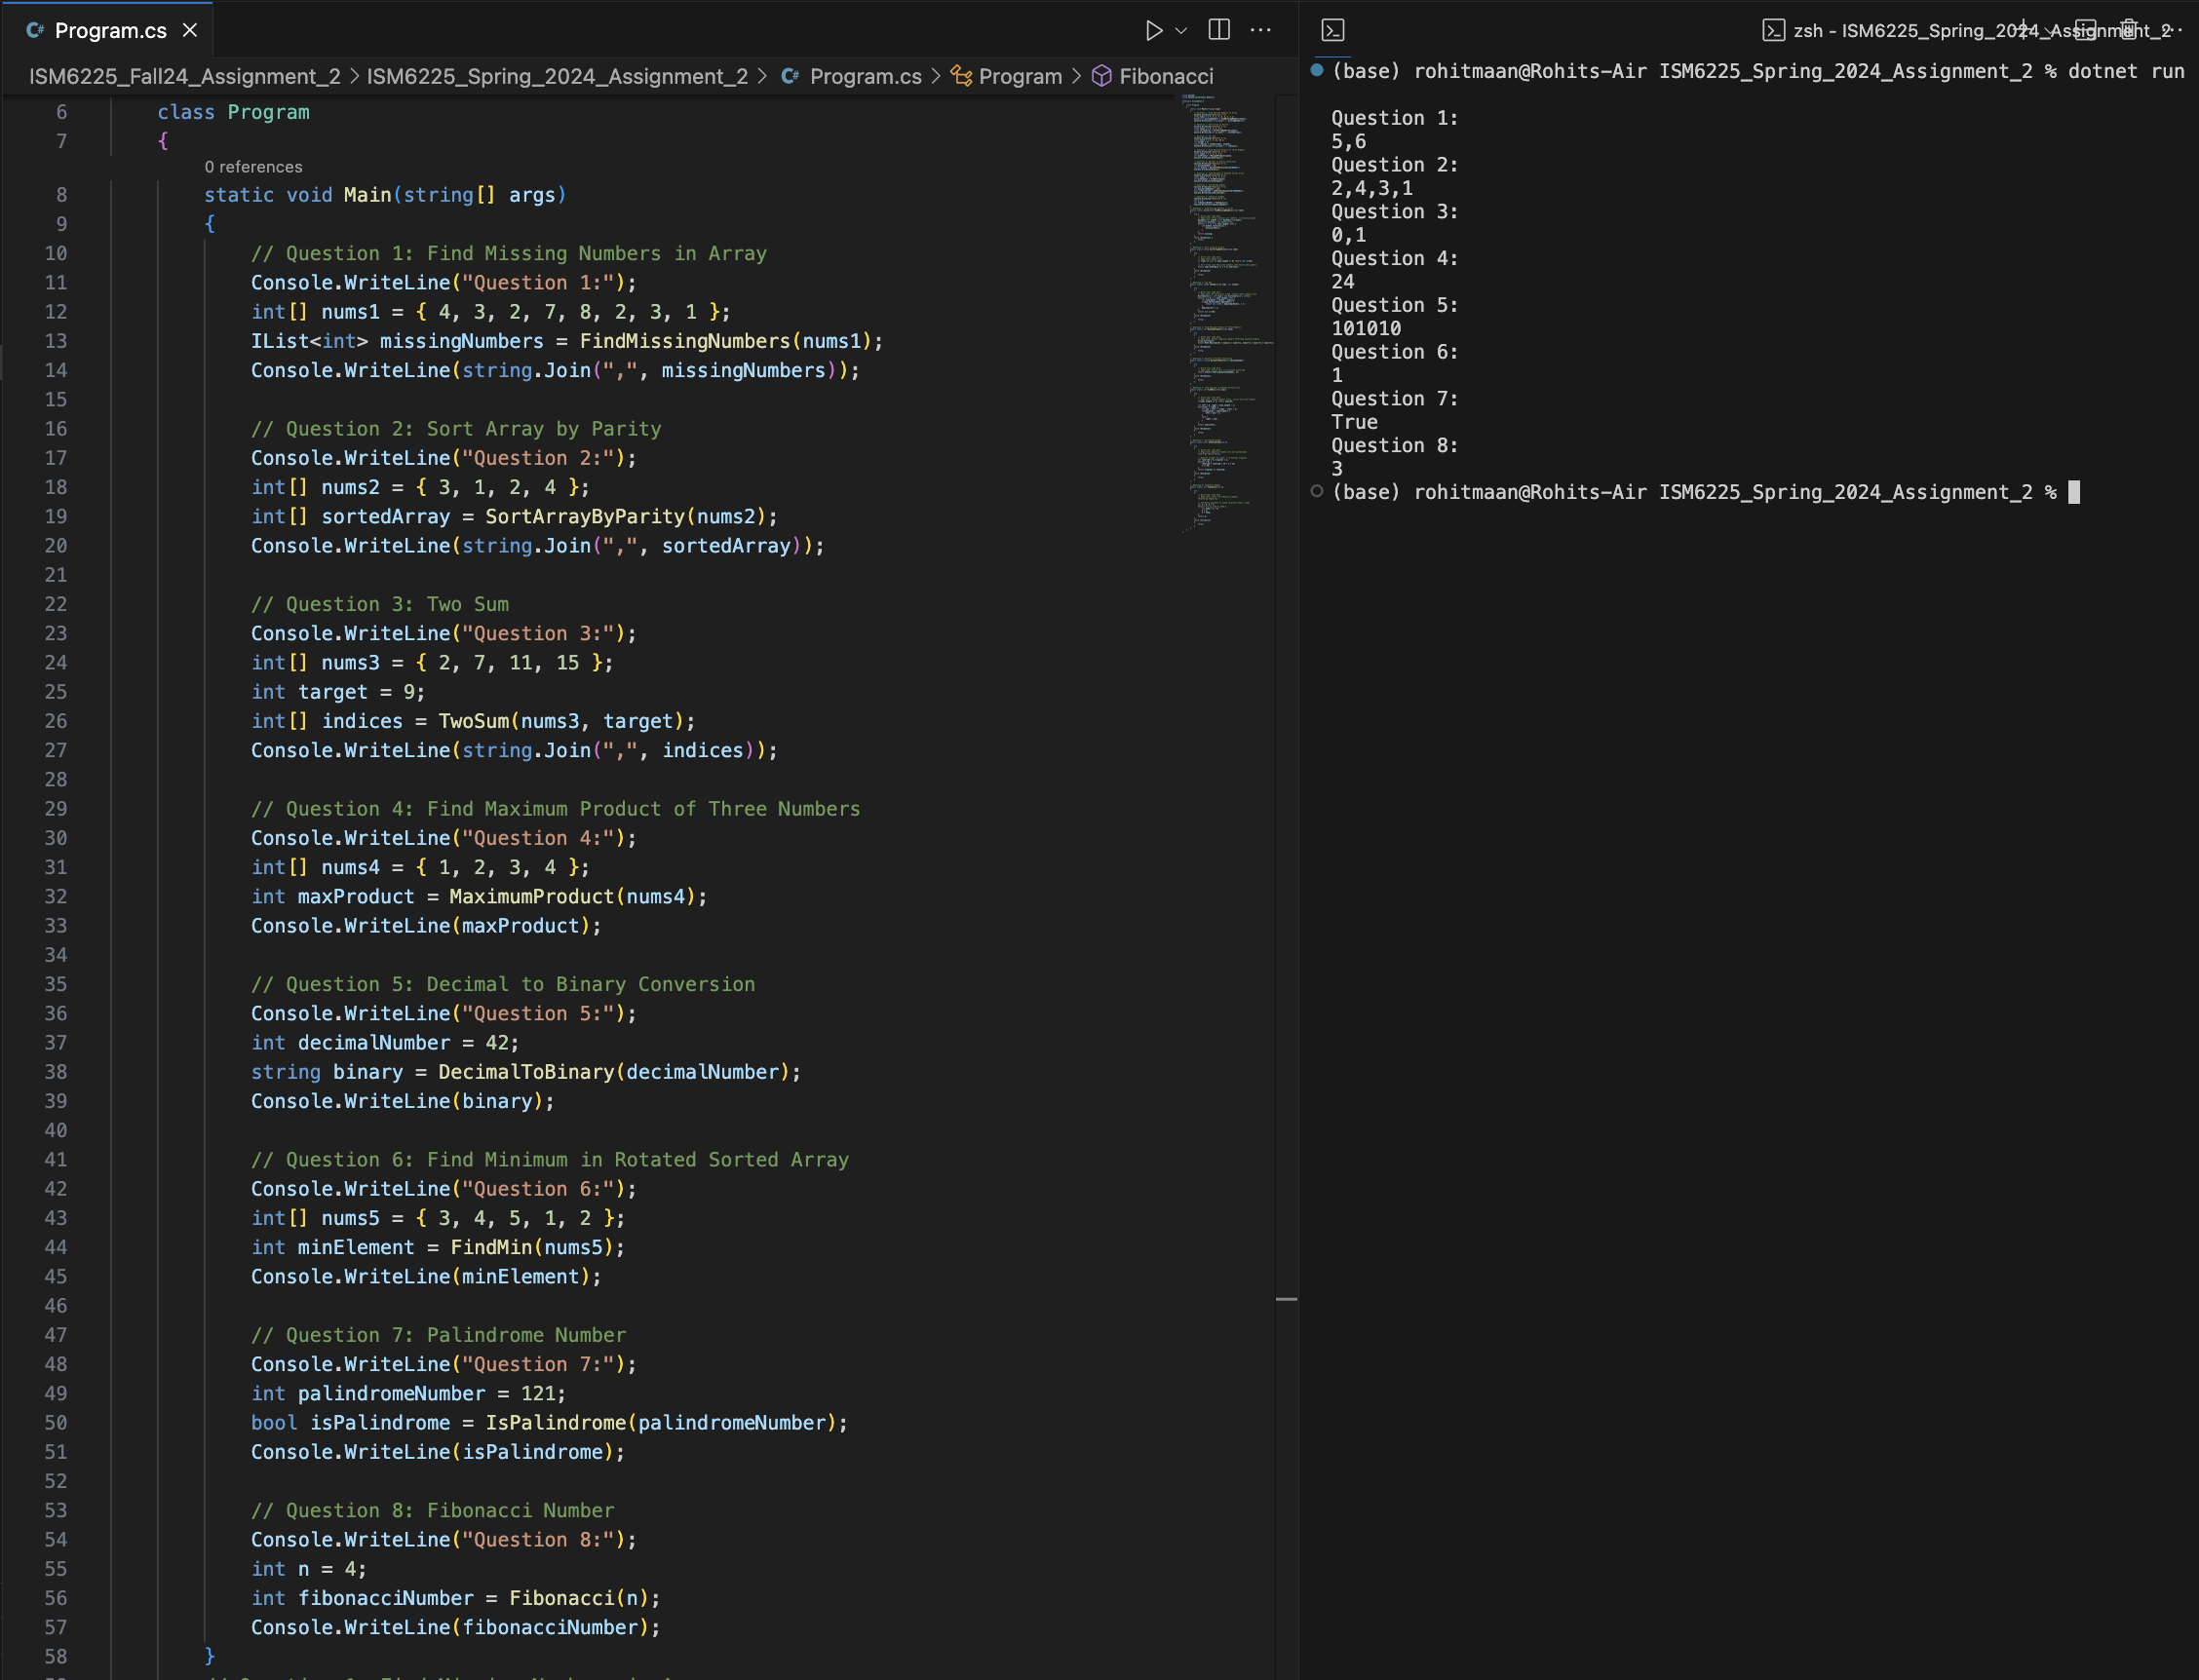 Program.cs
ISM6225_Fall24_Assignment_2 > ISM6225_Spring_2024_Assignment_2 > Program.cs > Program > Fibonacci
6 class Program
7 {
0 references
8 static void Main(string[] args)
9 {
10 // Question 1: Find Missing Numbers in Array
11 Console.WriteLine("Question 1:");
12 int[] nums1 = { 4, 3, 2, 7, 8, 2, 3, 1 };
13 IList<int> missingNumbers = FindMissingNumbers(nums1);
14 Console.WriteLine(string.Join(",", missingNumbers));
15
16 // Question 2: Sort Array by Parity
17 Console.WriteLine("Question 2:");
18 int[] nums2 = { 3, 1, 2, 4 };
19 int[] sortedArray = SortArrayByParity(nums2);
20 Console.WriteLine(string.Join(",", sortedArray));
21
22 // Question 3: Two Sum
23 Console.WriteLine("Question 3:");
24 int[] nums3 = { 2, 7, 11, 15 };
25 int target = 9;
26 int[] indices = TwoSum(nums3, target);
27 Console.WriteLine(string.Join(",", indices));
28
29 // Question 4: Find Maximum Product of Three Numbers
30 Console.WriteLine("Question 4:");
31 int[] nums4 = { 1, 2, 3, 4 };
32 int maxProduct = MaximumProduct(nums4);
33 Console.WriteLine(maxProduct);
34
35 // Question 5: Decimal to Binary Conversion
36 Console.WriteLine("Question 5:");
37 int decimalNumber = 42;
38 string binary = DecimalToBinary(decimalNumber);
39 Console.WriteLine(binary);
40
41 // Question 6: Find Minimum in Rotated Sorted Array
42 Console.WriteLine("Question 6:");
43 int[] nums5 = { 3, 4, 5, 1, 2 };
44 int minElement = FindMin(nums5);
45 Console.WriteLine(minElement);
46
47 // Question 7: Palindrome Number
48 Console.WriteLine("Question 7:");
49 int palindromeNumber = 121;
50 bool isPalindrome = IsPalindrome(palindromeNumber);
51 Console.WriteLine(isPalindrome);
52
53 // Question 8: Fibonacci Number
54 Console.WriteLine("Question 8:");
55 int n = 4;
56 int fibonacciNumber = Fibonacci(n);
57 Console.WriteLine(fibonacciNumber);
58 }
zsh - ISM6225_Spring_2024_Assignment_2
(base) rohitmaan@Rohits-Air ISM6225_Spring_2024_Assignment_2 % dotnet run
Question 1:
5,6
Question 2:
2,4,3,1
Question 3:
0,1
Question 4:
24
Question 5:
101010
Question 6:
1
Question 7:
True
Question 8:
3
(base) rohitmaan@Rohits-Air ISM6225_Spring_2024_Assignment_2 %